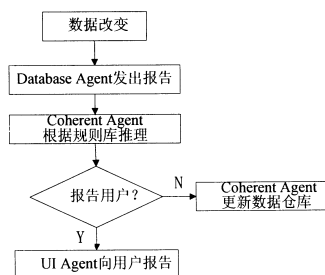 数据改变
Database Agent发出报告
Coherent Agent
根据规则库推理
报告用户?
N
Coherent Agent
更新数据仓库
Y
UI Agent向用户报告